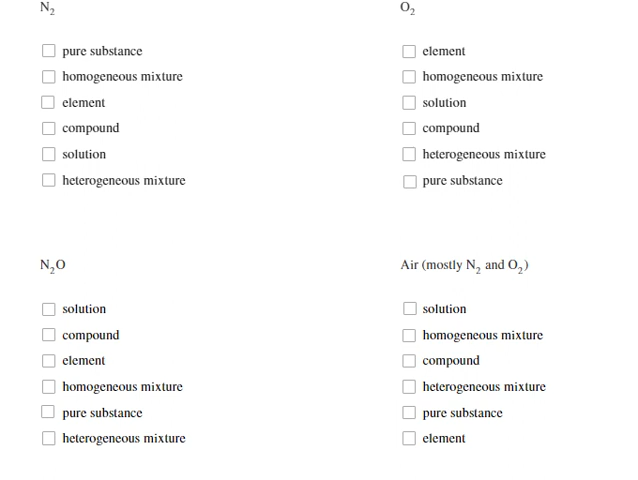 N₂
pure substance
homogeneous mixture
element
compound
solution
heterogeneous mixture
O₂
element
homogeneous mixture
solution
compound
heterogeneous mixture
pure substance
N₂O
solution
compound
element
homogeneous mixture
pure substance
heterogeneous mixture
Air (mostly N₂ and O₂)
solution
homogeneous mixture
compound
heterogeneous mixture
pure substance
element